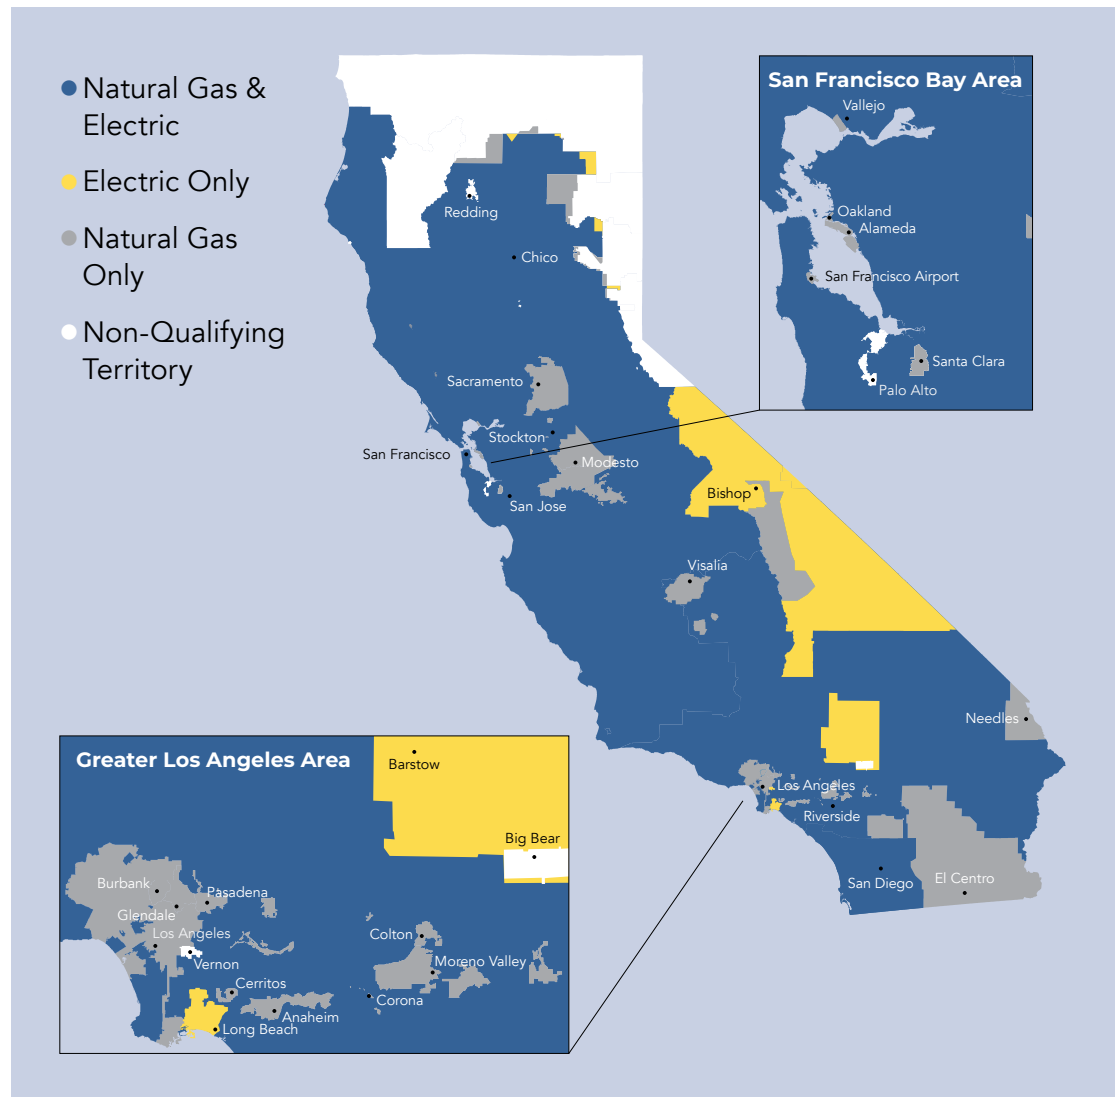 Natural Gas &
Electric
Electric Only
Natural Gas
Only
Non-Qualifying
Territory
San Francisco Bay Area
Vallejo
Oakland
Alameda
San Francisco Airport
Santa Clara
Palo Alto
Redding
Chico
Sacramento
Stockton
San Francisco
Modesto
San Jose
Bishop
Visalia
Needles
Los Angeles
Riverside
San Diego
El Centro
Greater Los Angeles Area
Barstow
Big Bear
Burbank
Pasadena
Glendale
Los Angeles
Vernon
Colton
Moreno Valley
Cerritos
Corona
Anaheim
Long Beach